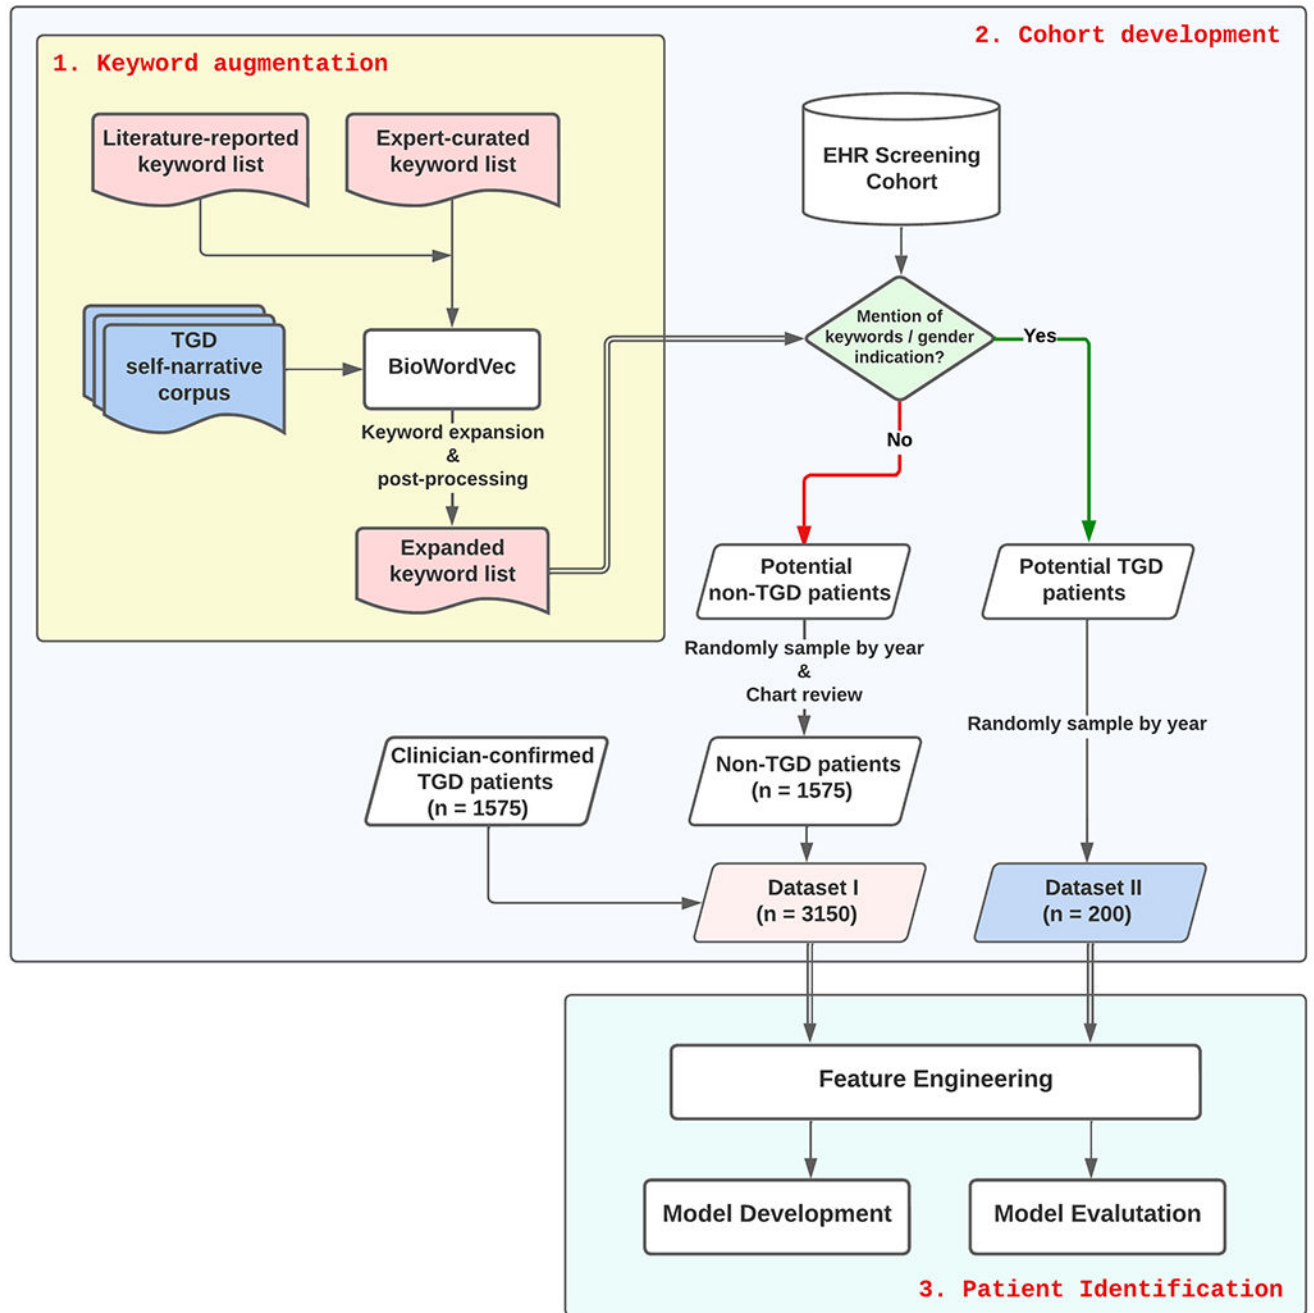 2. Cohort development
1. Keyword augmentation
Literature-reported
keyword list
Expert-curated
keyword list
EHR Screening
Cohort
TGD
self-narrative
corpus
BioWordVec
Mention of
keywords / gender
indication?
Yes
No
Keyword expansion
&
post-processing
Expanded
keyword list
Potential
non-TGD patients
Potential TGD
patients
Randomly sample by year
&
Chart review
Randomly sample by year
Clinician-confirmed
TGD patients
(n = 1575)
Non-TGD patients
(n = 1575)
Dataset I
(n = 3150)
Dataset II
(n = 200)
Feature Engineering
Model Development
Model Evalutation
3. Patient Identification